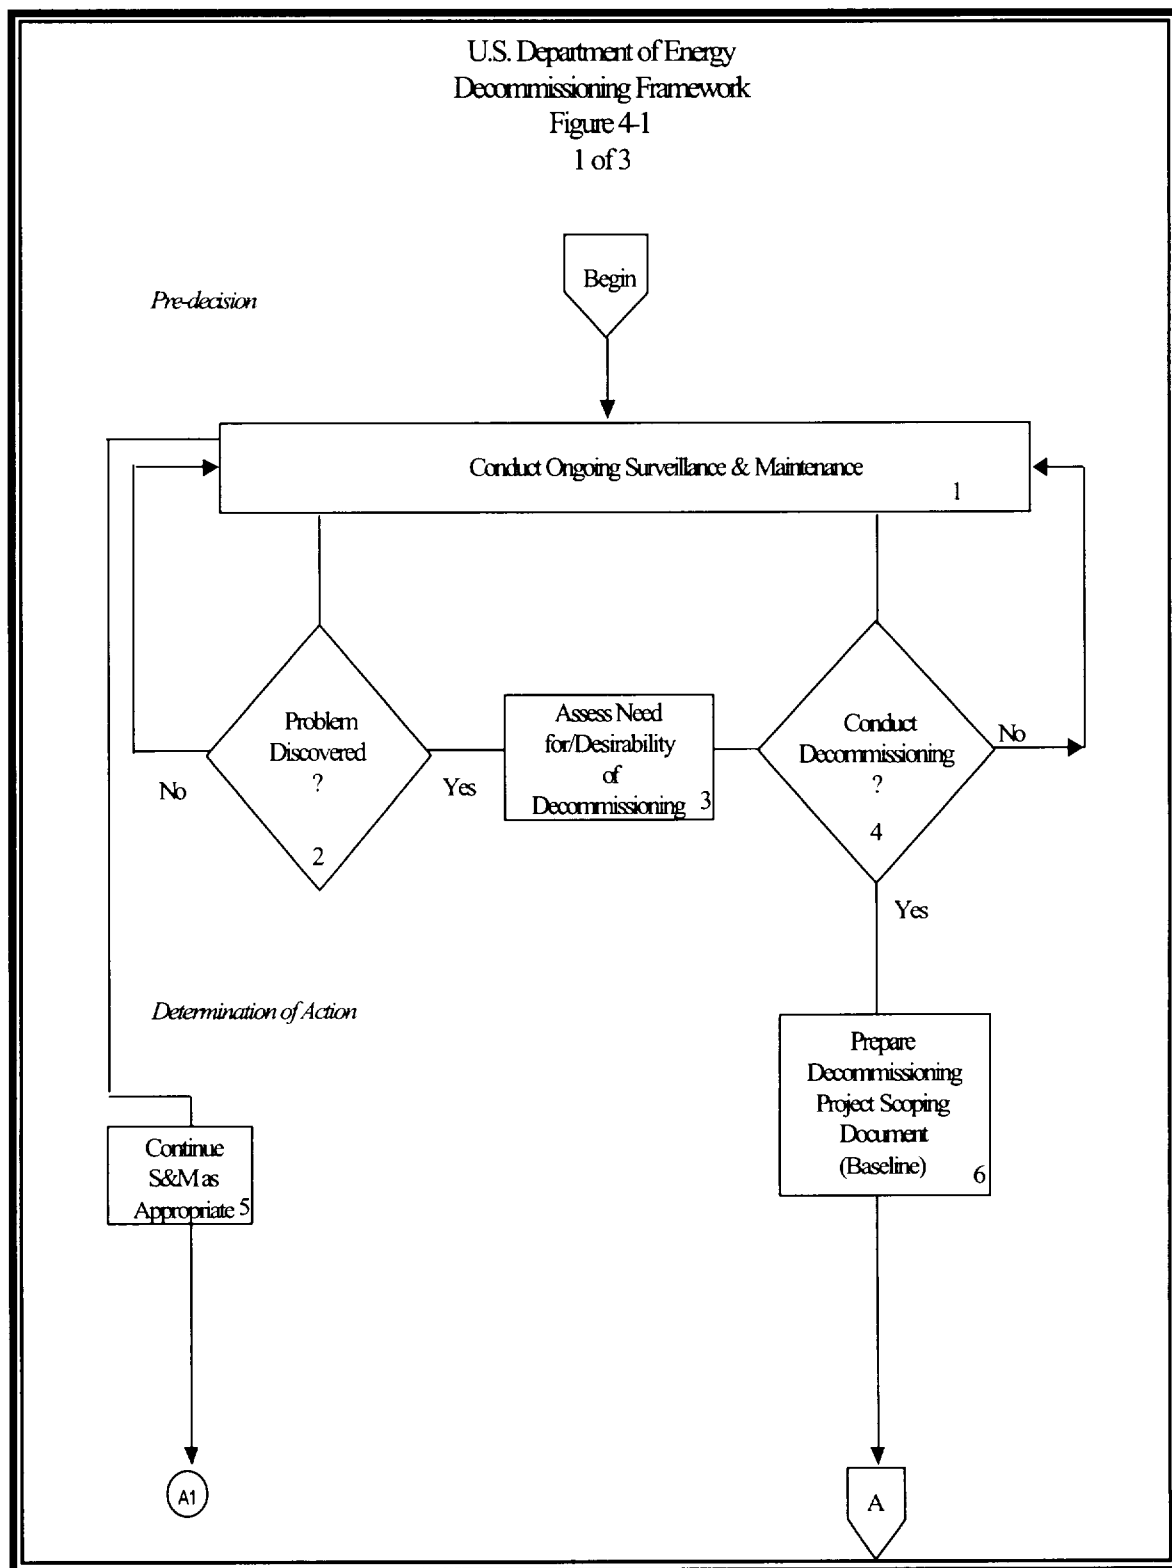 U.S. Department of Energy
Decommissioning Framework
Figure 4-1
1 of 3
Begin
Pre-decision
Conduct Ongoing Surveillance & Maintenance
1
Problem
Discovered
?
2
No
Yes
Assess Need
for/Desirability
of
Decommissioning 3
Conduct
Decommissioning
?
4
No
Yes
Determination of Action
Prepare
Decommissioning
Project Scoping
Document
(Baseline)
6
Continue
S&M as
Appropriate 5
A1
A